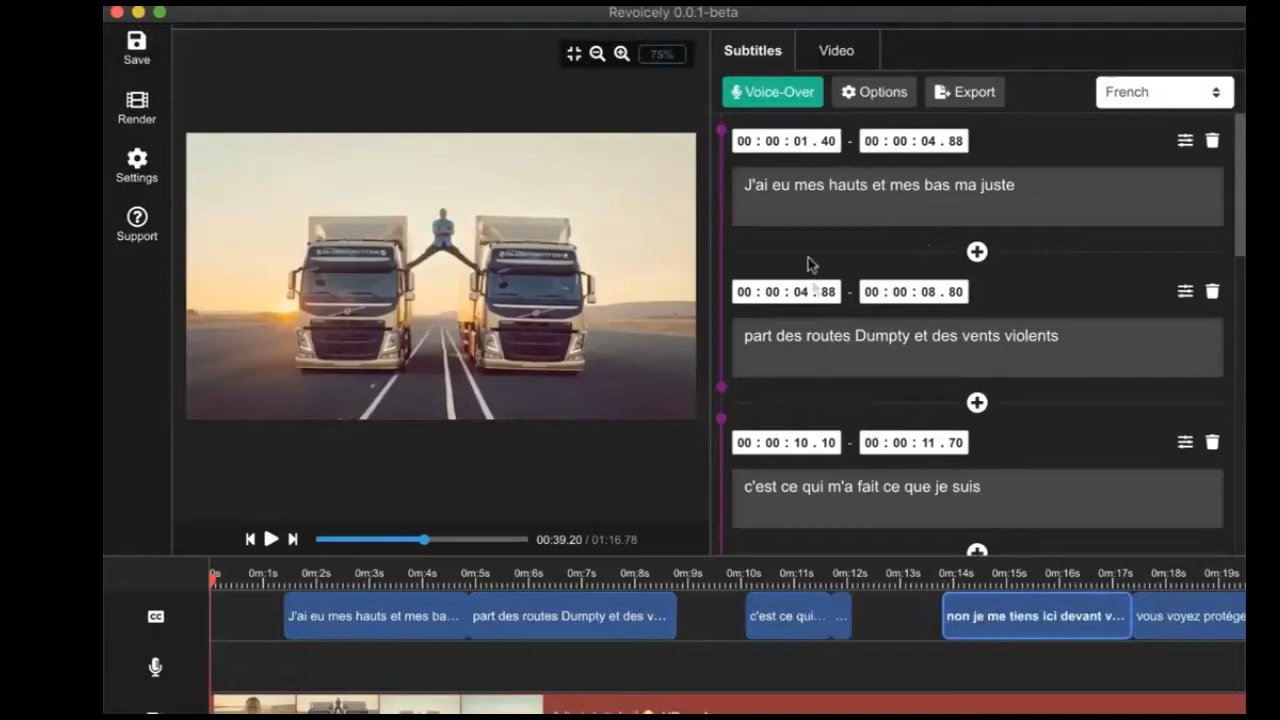 Revoicely 0.0.1-beta
Save
Render
Settings
Support
75%
Subtitles
Video
Voice-Over
Options
Export
French
00 : 00 : 01 . 40 - 00 : 00 : 04 . 88
J'ai eu mes hauts et mes bas ma juste
00 : 00 : 04 . 88 - 00 : 00 : 08 . 80
part des routes Dumpty et des vents violents
00 : 00 : 10 . 10 - 00 : 00 : 11 . 70
c'est ce qui m'a fait ce que je suis
00:39.20 / 01:16.78
0s 0m:1s 0m:2s 0m:3s 0m:4s 0m:5s 0m:6s 0m:7s 0m:8s 0m:9s 0m:10s 0m:11s 0m:12s 0m:13s 0m:14s 0m:15s 0m:16s 0m:17s 0m:18s 0m:19s
CC
J'ai eu mes hauts et mes ba...
part des routes Dumpty et des v...
c'est ce qui...
...
non je me tiens ici devant v...
vous voyez protége